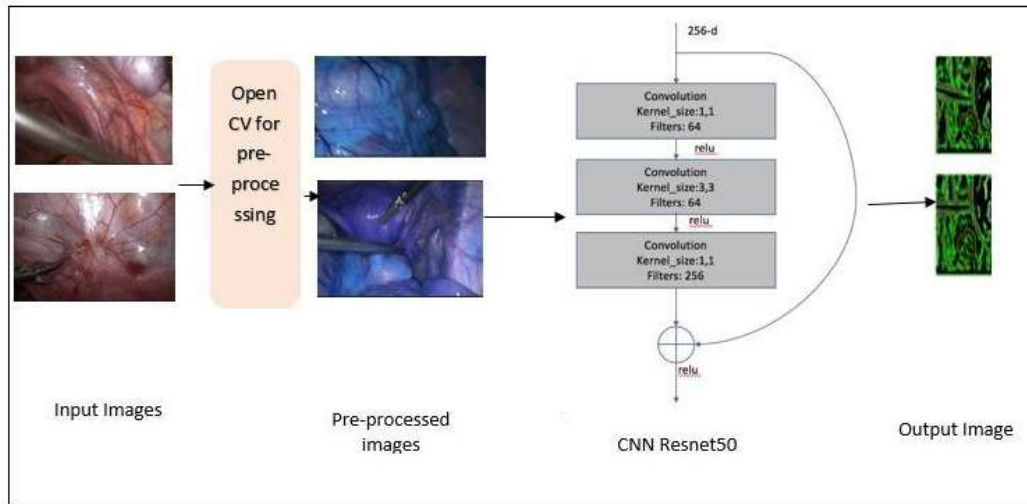 Open
CV for
pre-
proce
ssing
256-d
Convolution
Kernel_size:1,1
Filters: 64
relu
Convolution
Kernel_size:3,3
Filters: 64
relu
Convolution
Kernel_size:1,1
Filters: 256
relu
Input Images
Pre-processed
images
CNN Resnet50
Output Image